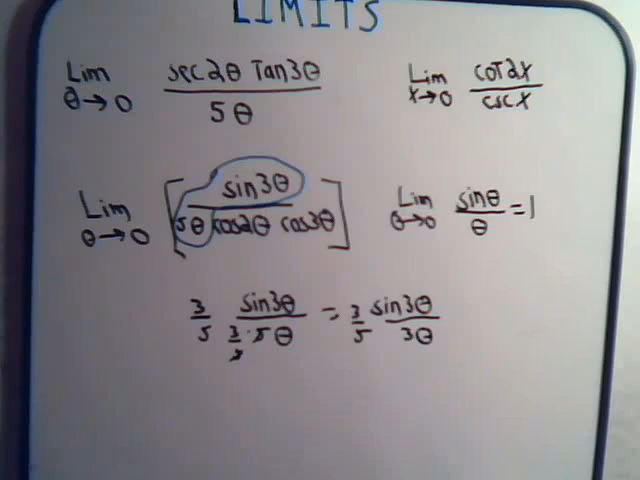 LIMITS
Lim θ→0 sec2θ Tan3θ / 5θ
Lim x→0 cot2x / cscx
Lim θ→0 [ sin3θ / 5θ cos2θ cos3θ ]
Lim θ→0 sinθ / θ = 1
3/5 sin3θ / 3/5 · 5θ = 3/5 sin3θ / 3θ